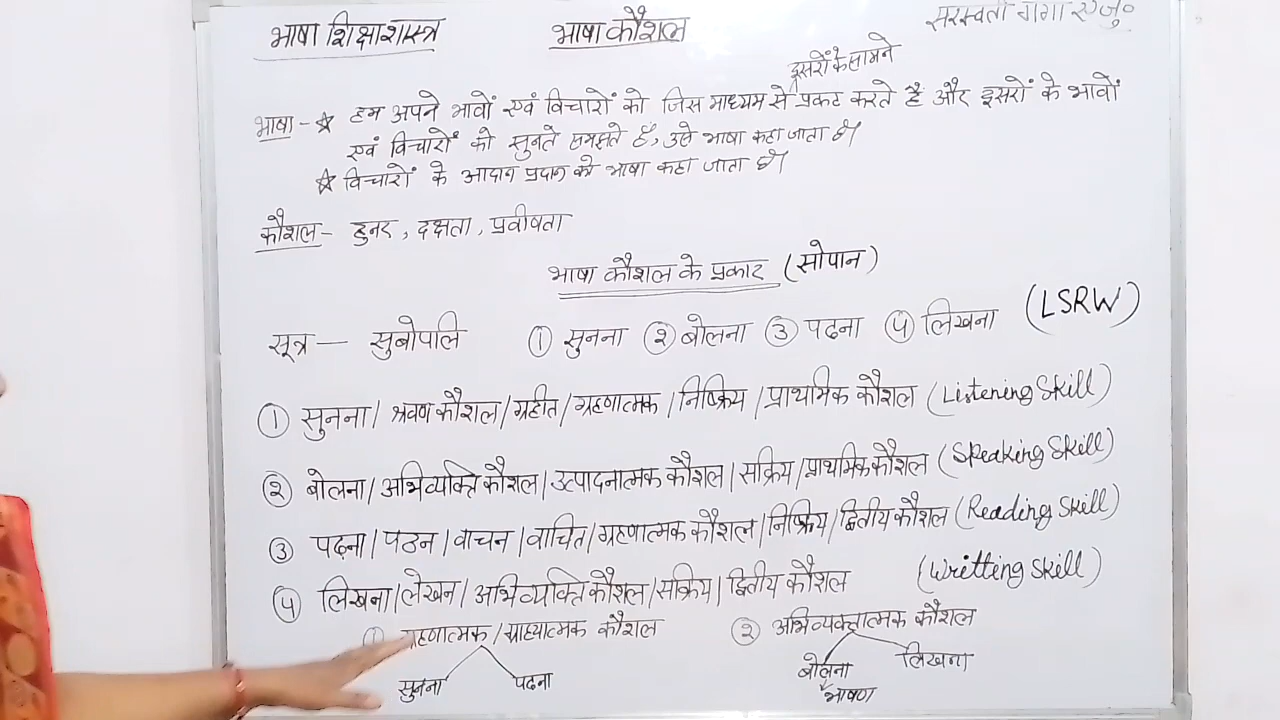 भाषा शिक्षाशास्त्र भाषा कौशल सरस्वती गंगा
दूसरों के सामने
भाषा - ☆ हम अपने भावों एवं विचारों को जिस माध्यम से प्रकट करते है और दूसरों के भावों
एवं विचारों को सुनते समझते हैं, उसे भाषा कहा जाता है।
☆ विचारों के आदान प्रदान को भाषा कहा जाता है।
कौशल - हुनर, दक्षता, प्रवीषता
भाषा कौशल के प्रकार (सोपान)
सूत्र — सुबोपलि ① सुनना ② बोलना ③ पढना ④ लिखना (LSRW)
① सुनना / श्रवण कौशल / ग्रहीत / ग्रहणात्मक / निष्क्रिय / प्राथमिक कौशल (Listening Skill)
② बोलना / अभिव्यक्ति कौशल / उत्पादनात्मक कौशल / सक्रिय / प्राथमिक कौशल (Speaking Skill)
③ पढना / पठन / वाचन / वाचित / ग्रहणात्मक कौशल / निष्क्रिय / द्वितीय कौशल (Reading Skill)
④ लिखना / लेखन / अभिव्यक्ति कौशल / सक्रिय / द्वितीय कौशल (Writting Skill)
① ग्रहणात्मक / ग्राह्यात्मक कौशल ② अभिव्यक्तात्मक कौशल
सुनना पढना बोलना लिखना
भाषण